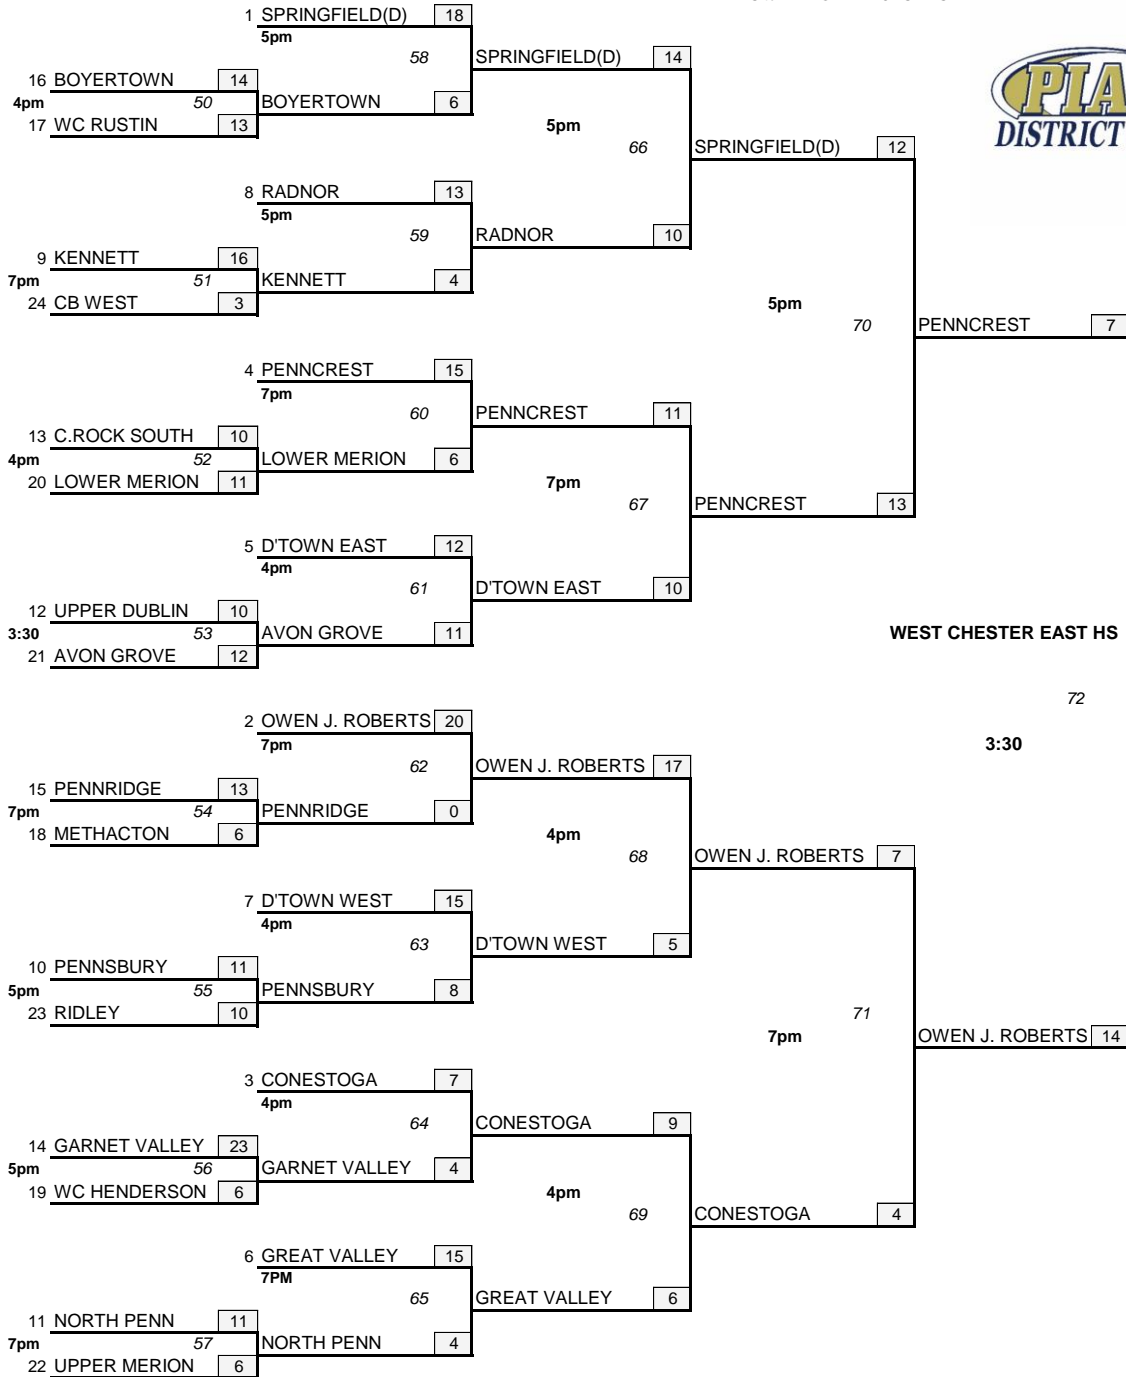 1 SPRINGFIELD(D) 18
5pm
58 SPRINGFIELD(D) 14
16 BOYERTOWN 14
4pm 50 BOYERTOWN 6
17 WC RUSTIN 13
5pm
66 SPRINGFIELD(D) 12
8 RADNOR 13
5pm
59 RADNOR 10
9 KENNETT 16
7pm 51 KENNETT 4
24 CB WEST 3
5pm
70 PENNCREST 7
4 PENNCREST 15
7pm
60 PENNCREST 11
13 C.ROCK SOUTH 10
4pm 52 LOWER MERION 6
20 LOWER MERION 11
7pm
67 PENNCREST 13
5 D'TOWN EAST 12
4pm
61 D'TOWN EAST 10
12 UPPER DUBLIN 10
3:30 53 AVON GROVE 11
21 AVON GROVE 12
WEST CHESTER EAST HS
72
3:30
2 OWEN J. ROBERTS 20
7pm
62 OWEN J. ROBERTS 17
15 PENNRIDGE 13
7pm 54 PENNRIDGE 0
18 METHACTON 6
4pm
68 OWEN J. ROBERTS 7
7 D'TOWN WEST 15
4pm
63 D'TOWN WEST 5
10 PENNSBURY 11
5pm 55 PENNSBURY 8
23 RIDLEY 10
71
7pm OWEN J. ROBERTS 14
3 CONESTOGA 7
4pm
64 CONESTOGA 9
14 GARNET VALLEY 23
5pm 56 GARNET VALLEY 4
19 WC HENDERSON 6
4pm
69 CONESTOGA 4
6 GREAT VALLEY 15
7PM
65 GREAT VALLEY 6
11 NORTH PENN 11
7pm 57 NORTH PENN 4
22 UPPER MERION 6
PIA
DISTRICT